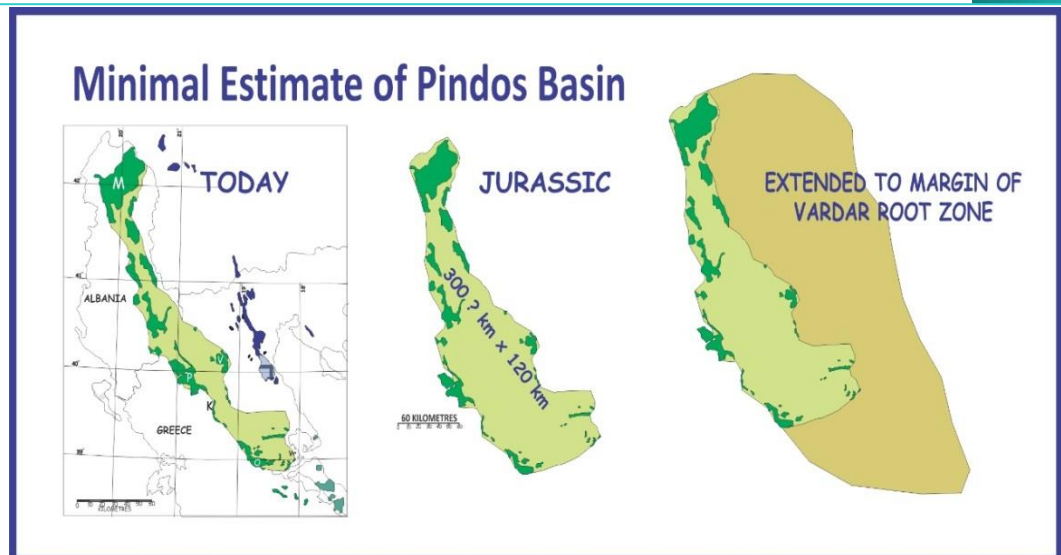 Minimal Estimate of Pindos Basin
TODAY
JURASSIC
EXTENDED TO MARGIN OF
VARDAR ROOT ZONE
M
ALBANIA
V
P
K
GREECE
O
KILOMETRES
300 ? km x 120 km
60 KILOMETRES